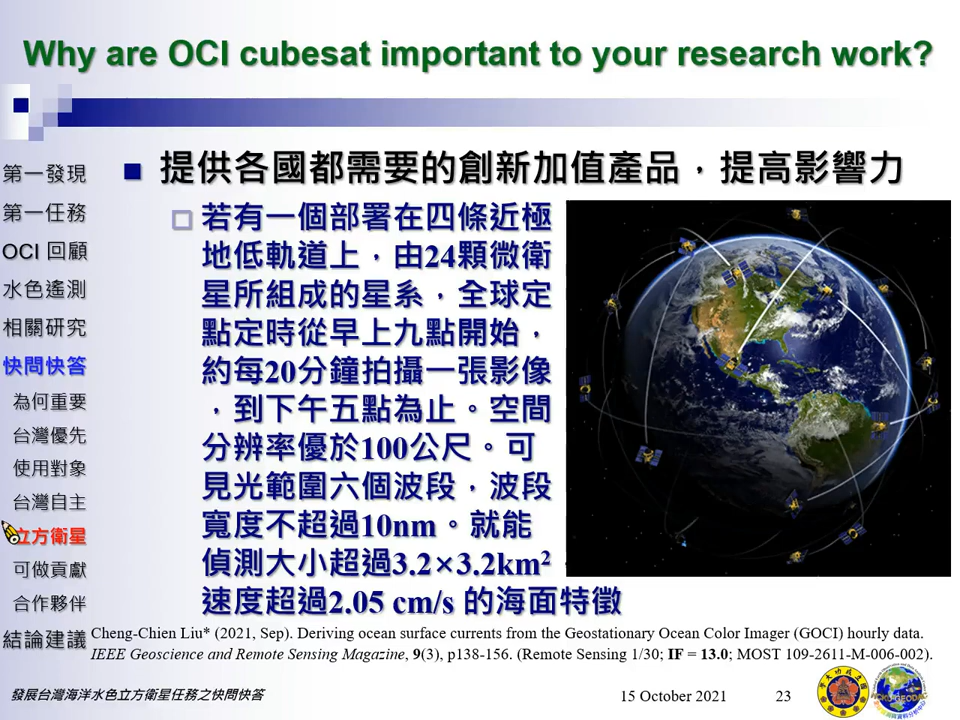 Why are OCI cubesat important to your research work?
第一發現
第一任務
OCI 回顧
水色遙測
相關研究
快問快答
為何重要
台灣優先
使用對象
台灣自主
立方衛星
可做貢獻
合作夥伴
結論建議
提供各國都需要的創新加值產品，提高影響力
若有一個部署在四條近極
地低軌道上，由24顆微衛
星所組成的星系，全球定
點定時從早上九點開始，
約每20分鐘拍攝一張影像
，到下午五點為止。空間
分辨率優於100公尺。可
見光範圍六個波段，波段
寬度不超過10nm。就能
偵測大小超過3.2×3.2km²
速度超過2.05 cm/s 的海面特徵
Cheng-Chien Liu* (2021, Sep). Deriving ocean surface currents from the Geostationary Ocean Color Imager (GOCI) hourly data.
IEEE Geoscience and Remote Sensing Magazine, 9(3), p138-156. (Remote Sensing 1/30; IF = 13.0; MOST 109-2611-M-006-002).
發展台灣海洋水色立方衛星任務之快問快答
15 October 2021
23